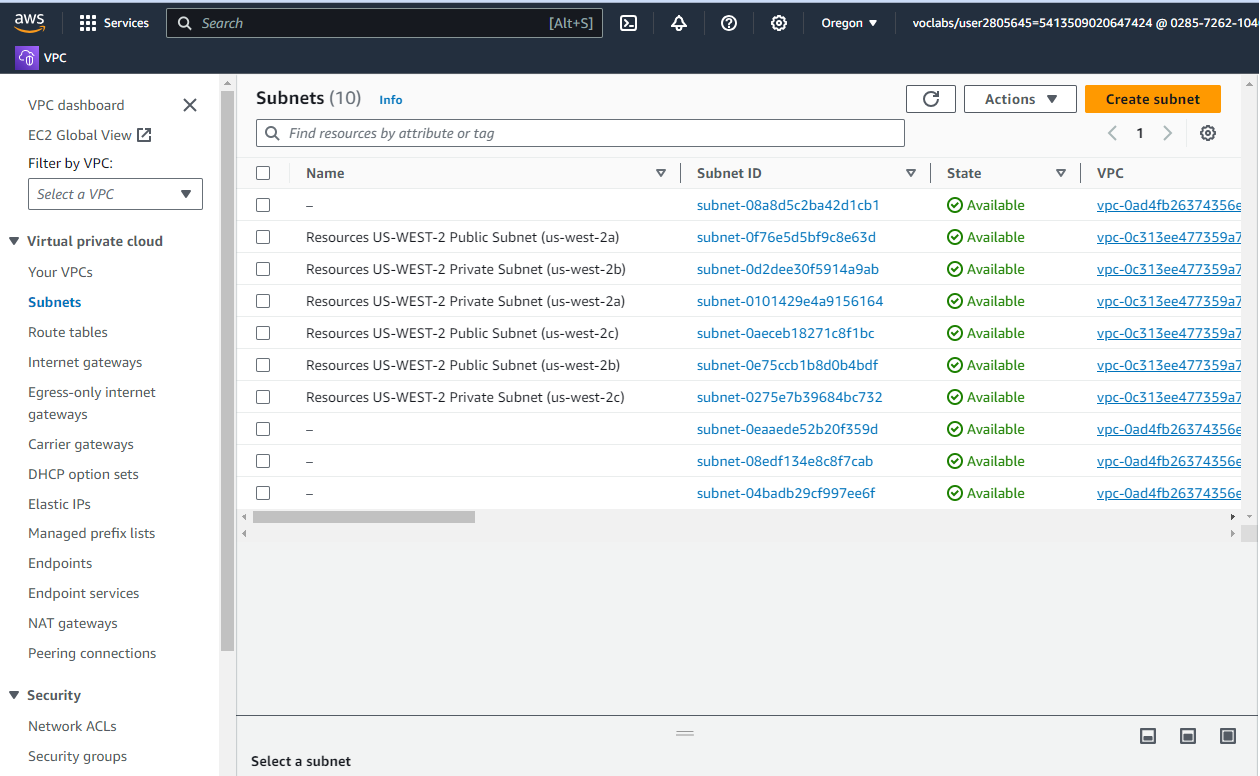 aws Services Search [Alt+S] Oregon voclabs/user2805645=5413509020647424 @ 0285-7262-104
VPC
VPC dashboard
EC2 Global View
Filter by VPC:
Select a VPC
Virtual private cloud
Your VPCs
Subnets
Route tables
Internet gateways
Egress-only internet
gateways
Carrier gateways
DHCP option sets
Elastic IPs
Managed prefix lists
Endpoints
Endpoint services
NAT gateways
Peering connections
Security
Network ACLs
Security groups
Subnets (10) Info Actions Create subnet
Find resources by attribute or tag 1
Name Subnet ID State VPC
– subnet-08a8d5c2ba42d1cb1 Available vpc-0ad4fb26374356e
Resources US-WEST-2 Public Subnet (us-west-2a) subnet-0f76e5d5bf9c8e63d Available vpc-0c313ee477359a7
Resources US-WEST-2 Private Subnet (us-west-2b) subnet-0d2dee30f5914a9ab Available vpc-0c313ee477359a7
Resources US-WEST-2 Private Subnet (us-west-2a) subnet-0101429e4a9156164 Available vpc-0c313ee477359a7
Resources US-WEST-2 Public Subnet (us-west-2c) subnet-0aeceb18271c8f1bc Available vpc-0c313ee477359a7
Resources US-WEST-2 Public Subnet (us-west-2b) subnet-0e75ccb1b8d0b4bdf Available vpc-0c313ee477359a7
Resources US-WEST-2 Private Subnet (us-west-2c) subnet-0275e7b39684bc732 Available vpc-0c313ee477359a7
– subnet-0eaaede52b20f359d Available vpc-0ad4fb26374356e
– subnet-08edf134e8c8f7cab Available vpc-0ad4fb26374356e
– subnet-04badb29cf997ee6f Available vpc-0ad4fb26374356e
Select a subnet